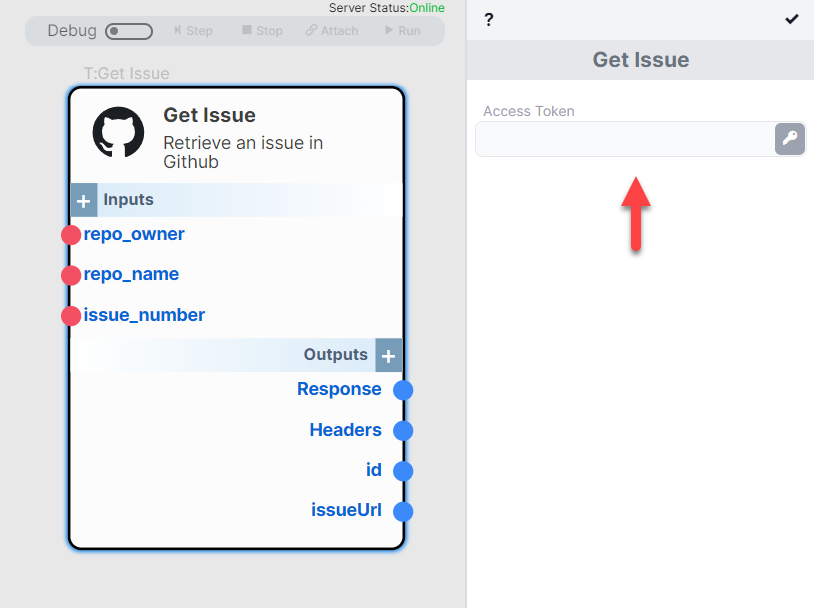 Server Status:Online
Debug Step Stop Attach Run
T:Get Issue
Get Issue
Retrieve an issue in
Github
+ Inputs
repo_owner
repo_name
issue_number
Outputs +
Response
Headers
id
issueUrl
?
Get Issue
Access Token